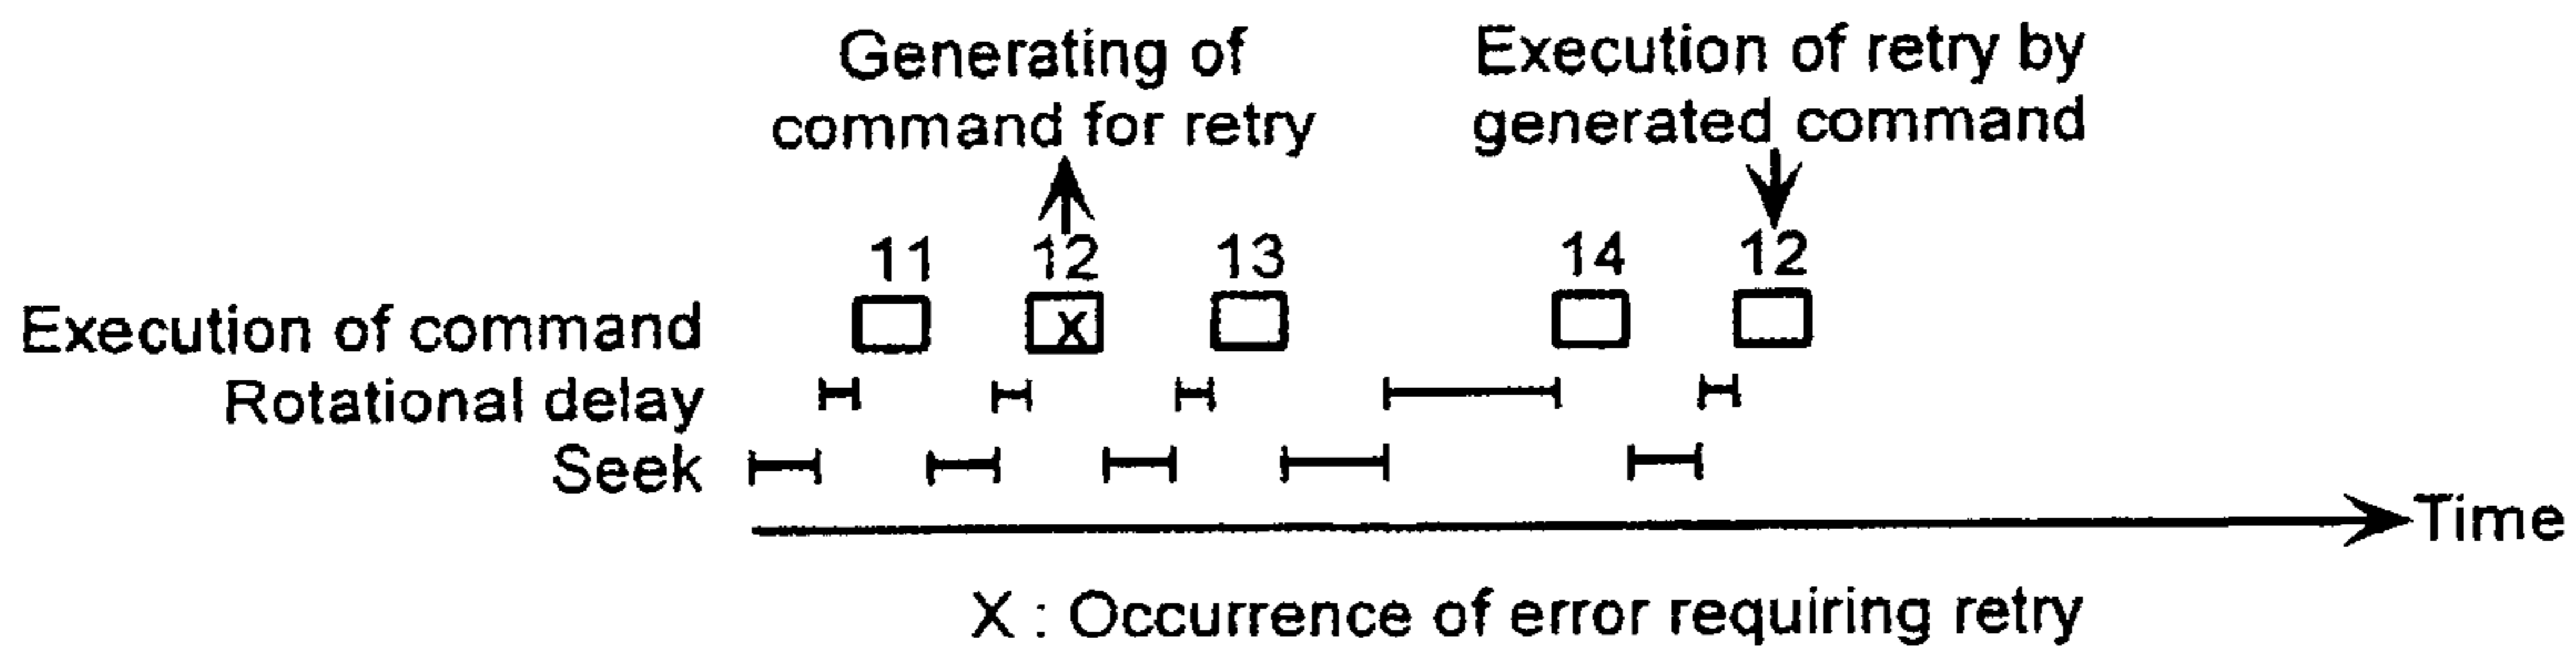 Generating of
command for retry
Execution of retry by
generated command
11 12 13 14 12
Execution of command
x
Rotational delay
Seek
Time
X : Occurrence of error requiring retry